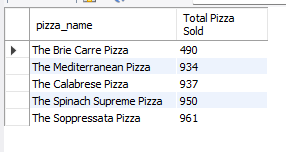 pizza_name Total Pizza
Sold
The Brie Carre Pizza 490
The Mediterranean Pizza 934
The Calabrese Pizza 937
The Spinach Supreme Pizza 950
The Soppressata Pizza 961